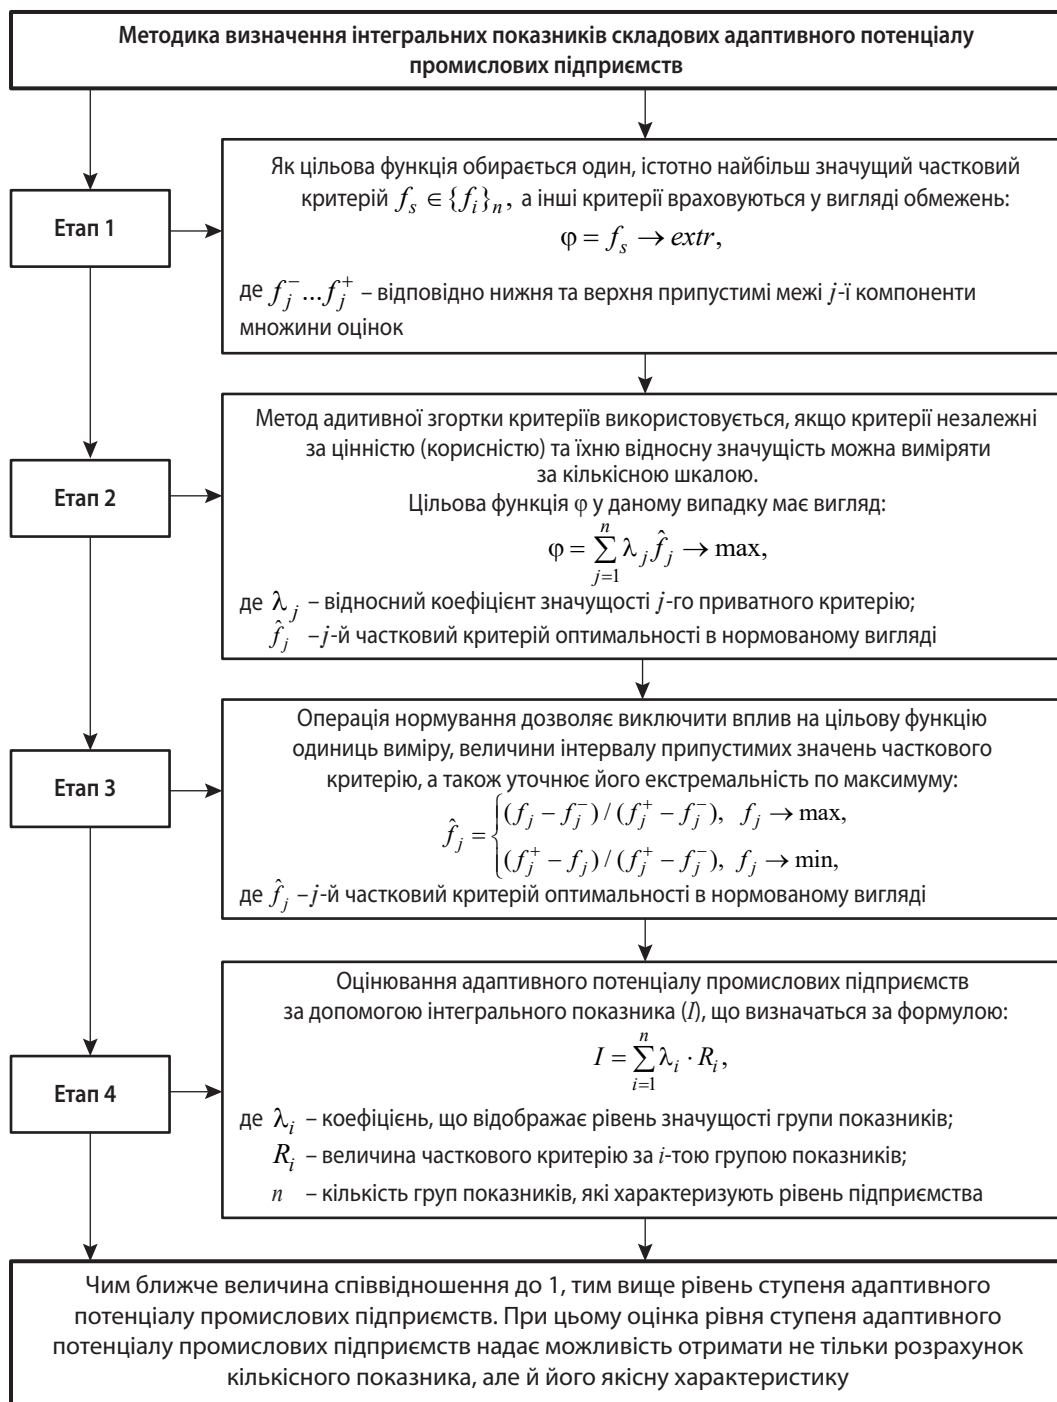 Методика визначення інтегральних показників складових адаптивного потенціалу
промислових підприємств
Етап 1
Як цільова функція обирається один, істотно найбільш значущий частковий
критерій f_s ∈ {f_i}_n, а інші критерії враховуються у вигляді обмежень:
φ = f_s → extr,
де f_j^− ... f_j^+ – відповідно нижня та верхня припустимі межі j-ї компоненти
множини оцінок
Етап 2
Метод адитивної згортки критеріїв використовується, якщо критерії незалежні
за цінністю (корисністю) та їхню відносну значущість можна виміряти
за кількісною шкалою.
Цільова функція φ у даному випадку має вигляд:
φ = ∑_{j=1}^{n} λ_j f̂_j → max,
де λ_j – відносний коефіцієнт значущості j-го приватного критерію;
f̂_j – j-й частковий критерій оптимальності в нормованому вигляді
Етап 3
Операція нормування дозволяє виключити вплив на цільову функцію
одиниць виміру, величини інтервалу припустимих значень часткового
критерію, а також уточнює його екстремальність по максимуму:
f̂_j = { (f_j − f_j^−) / (f_j^+ − f_j^−), f_j → max,
(f_j^+ − f_j) / (f_j^+ − f_j^−), f_j → min,
де f̂_j – j-й частковий критерій оптимальності в нормованому вигляді
Етап 4
Оцінювання адаптивного потенціалу промислових підприємств
за допомогою інтегрального показника (I), що визначаться за формулою:
I = ∑_{i=1}^{n} λ_i · R_i,
де λ_i – коефіцієнь, що відображає рівень значущості групи показників;
R_i – величина часткового критерію за i-тою групою показників;
n – кількість груп показників, які характеризують рівень підприємства
Чим ближче величина співвідношення до 1, тим вище рівень ступеня адаптивного
потенціалу промислових підприємств. При цьому оцінка рівня ступеня адаптивного
потенціалу промислових підприємств надає можливість отримати не тільки розрахунок
кількісного показника, але й його якісну характеристику